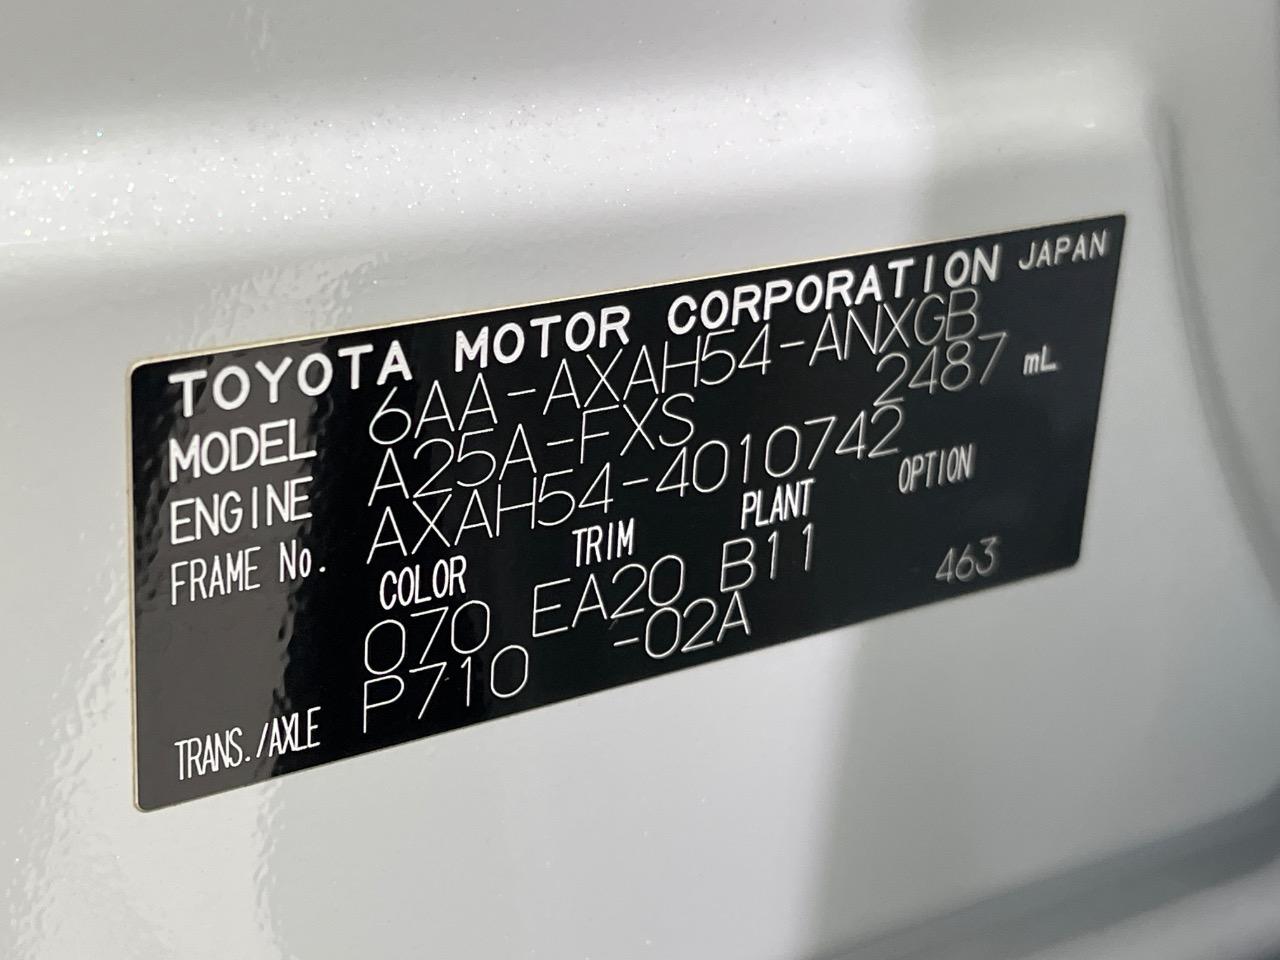 TOYOTA MOTOR CORPORATION JAPAN
MODEL 6AA-AXAH54-ANXGB
ENGINE A25A-FXS 2487 mL
FRAME No. AXAH54-4010742
COLOR TRIM PLANT OPTION
070 EA20 B11 463
TRANS./AXLE P710 -02A